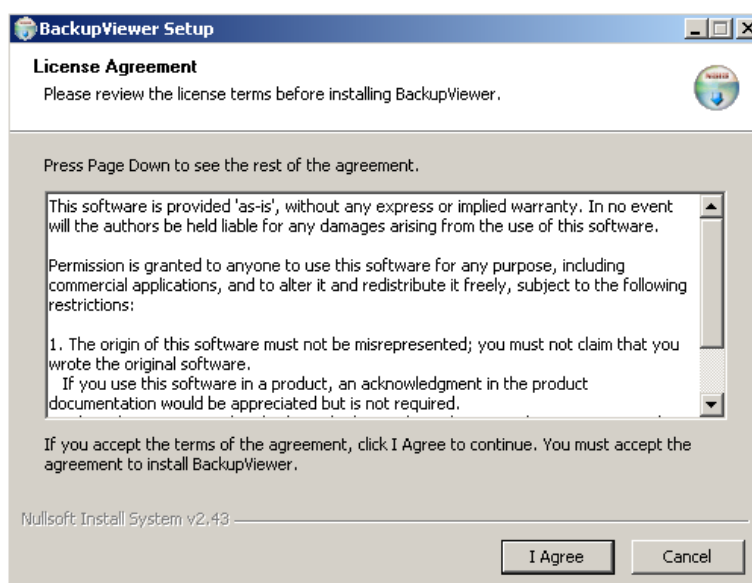 BackupViewer Setup
License Agreement
Please review the license terms before installing BackupViewer.
Press Page Down to see the rest of the agreement.
This software is provided 'as-is', without any express or implied warranty. In no event
will the authors be held liable for any damages arising from the use of this software.
Permission is granted to anyone to use this software for any purpose, including
commercial applications, and to alter it and redistribute it freely, subject to the following
restrictions:
1. The origin of this software must not be misrepresented; you must not claim that you
wrote the original software.
If you use this software in a product, an acknowledgment in the product
documentation would be appreciated but is not required.
If you accept the terms of the agreement, click I Agree to continue. You must accept the
agreement to install BackupViewer.
Nullsoft Install System v2.43
I Agree
Cancel